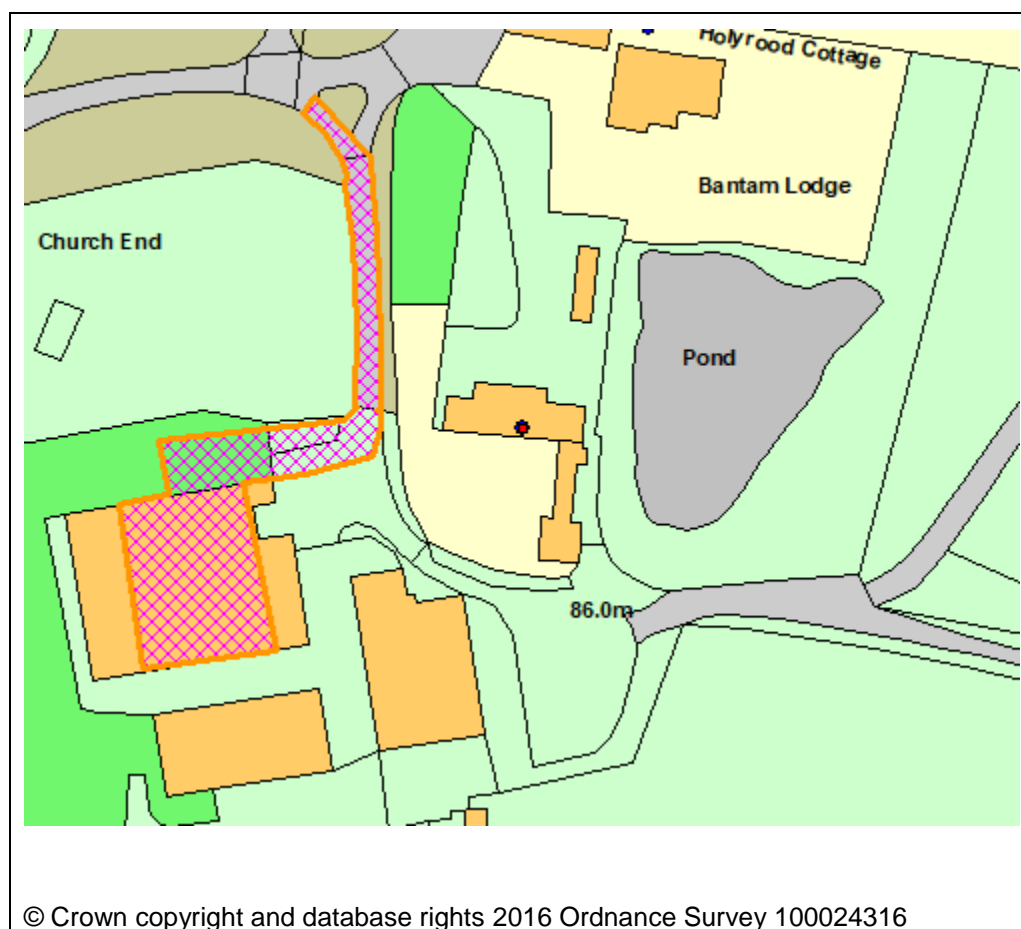 Holyrood Cottage
Bantam Lodge
Church End
Pond
86.0m
© Crown copyright and database rights 2016 Ordnance Survey 100024316